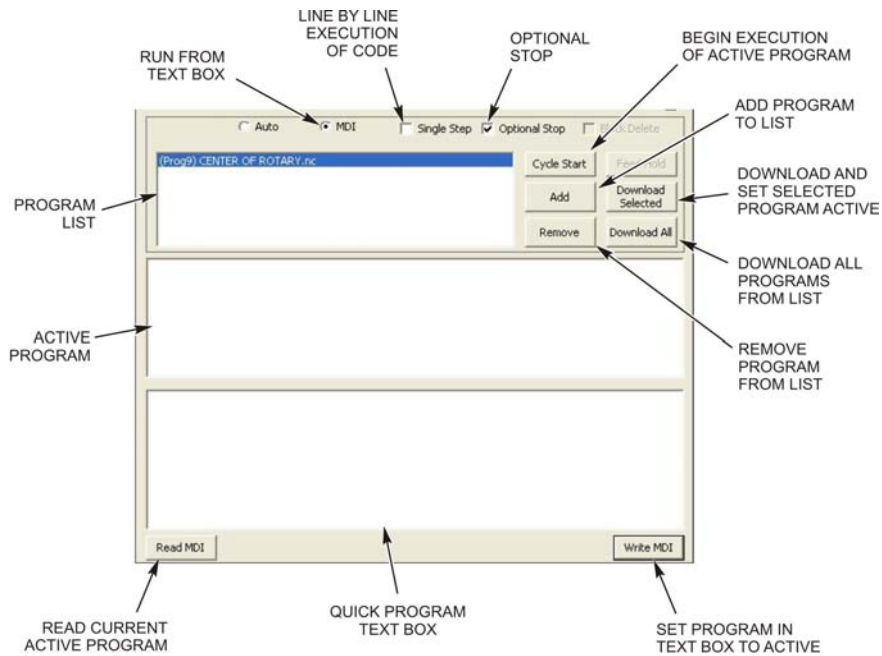 LINE BY LINE
EXECUTION
OF CODE
OPTIONAL
STOP
BEGIN EXECUTION
OF ACTIVE PROGRAM
RUN FROM
TEXT BOX
ADD PROGRAM
TO LIST
Auto MDI Single Step Optional Stop Block Delete
(Prog9) CENTER OF ROTARY.nc
Cycle Start Feed Hold
Add Download
Selected
Remove Download All
DOWNLOAD AND
SET SELECTED
PROGRAM ACTIVE
PROGRAM
LIST
DOWNLOAD ALL
PROGRAMS
FROM LIST
ACTIVE
PROGRAM
REMOVE
PROGRAM
FROM LIST
Read MDI Write MDI
READ CURRENT
ACTIVE PROGRAM
QUICK PROGRAM
TEXT BOX
SET PROGRAM IN
TEXT BOX TO ACTIVE